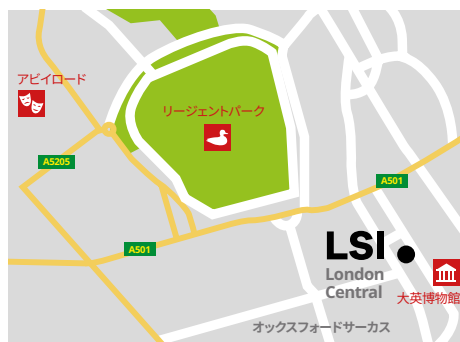 アビイロード
リージェントパーク
A5205
A501
A501
LSI
London
Central
大英博物館
オックスフォードサーカス